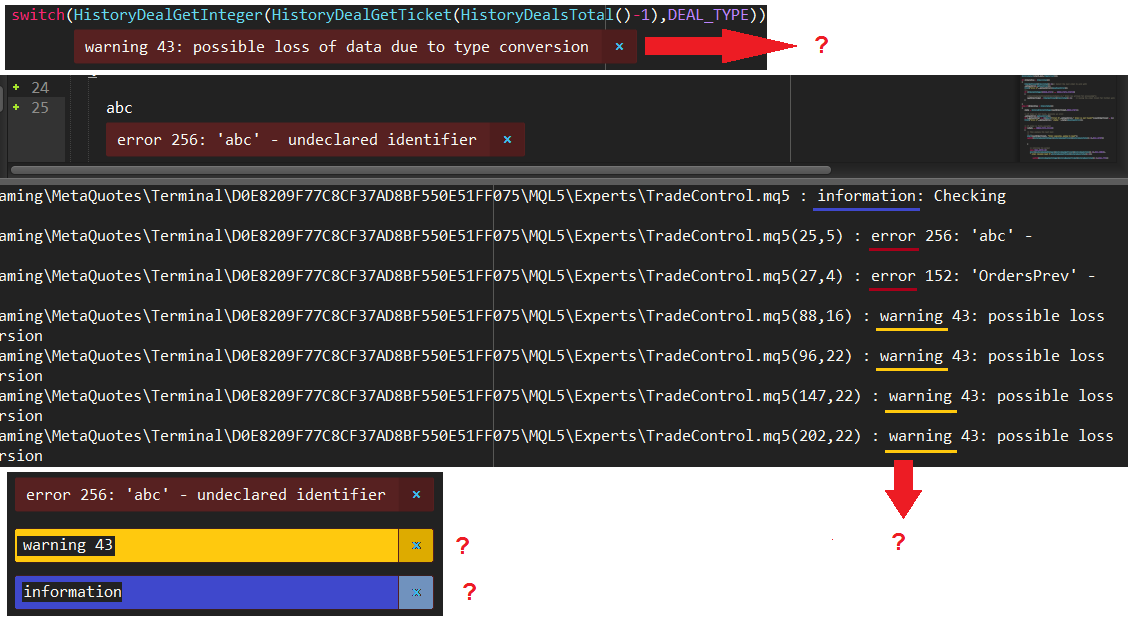 switch(HistoryDealGetInteger(HistoryDealGetTicket(HistoryDealsTotal()-1),DEAL_TYPE))
warning 43: possible loss of data due to type conversion ×
?
24
25 abc
error 256: 'abc' - undeclared identifier ×
aming\MetaQuotes\Terminal\D0E8209F77C8CF37AD8BF550E51FF075\MQL5\Experts\TradeControl.mq5 : information: Checking
aming\MetaQuotes\Terminal\D0E8209F77C8CF37AD8BF550E51FF075\MQL5\Experts\TradeControl.mq5(25,5) : error 256: 'abc' -
aming\MetaQuotes\Terminal\D0E8209F77C8CF37AD8BF550E51FF075\MQL5\Experts\TradeControl.mq5(27,4) : error 152: 'OrdersPrev' -
aming\MetaQuotes\Terminal\D0E8209F77C8CF37AD8BF550E51FF075\MQL5\Experts\TradeControl.mq5(88,16) : warning 43: possible loss
rsion
aming\MetaQuotes\Terminal\D0E8209F77C8CF37AD8BF550E51FF075\MQL5\Experts\TradeControl.mq5(96,22) : warning 43: possible loss
rsion
aming\MetaQuotes\Terminal\D0E8209F77C8CF37AD8BF550E51FF075\MQL5\Experts\TradeControl.mq5(147,22) : warning 43: possible loss
rsion
aming\MetaQuotes\Terminal\D0E8209F77C8CF37AD8BF550E51FF075\MQL5\Experts\TradeControl.mq5(202,22) : warning 43: possible loss
rsion
error 256: 'abc' - undeclared identifier ×
warning 43 × ?
information × ?
?